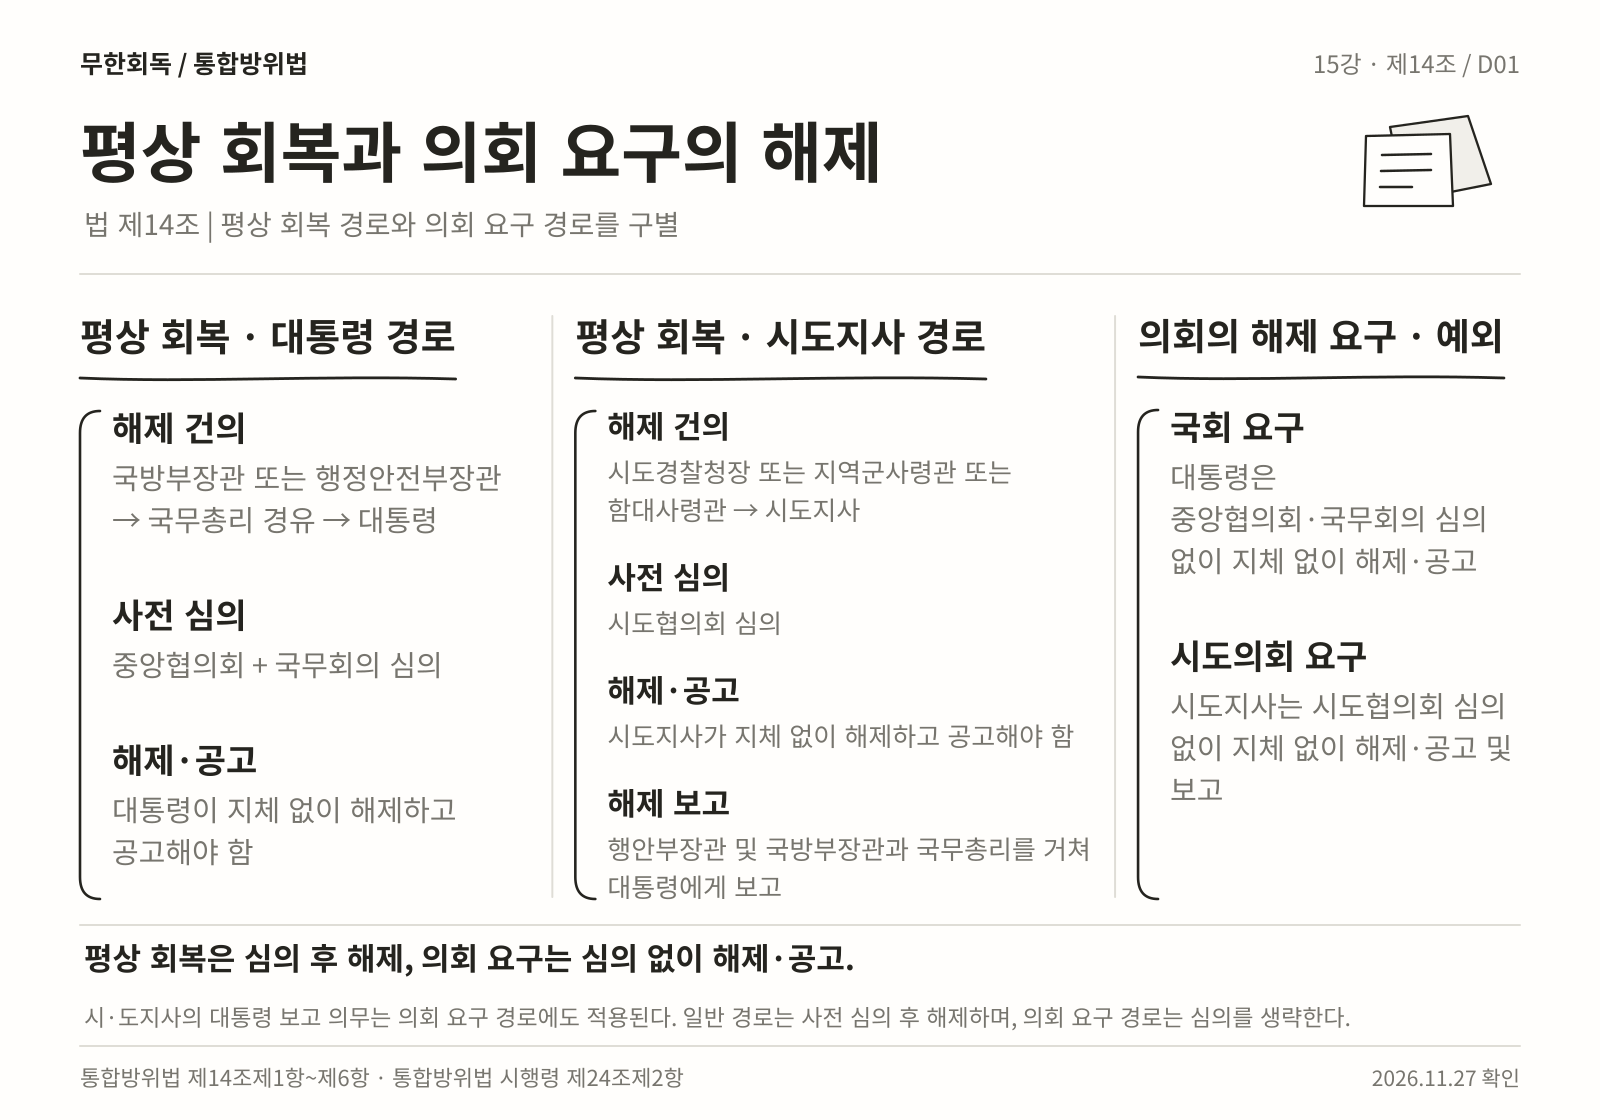 무한회독 / 통합방위법
15강 · 제14조 / D01
평상 회복과 의회 요구의 해제
법 제14조 | 평상 회복 경로와 의회 요구 경로를 구별
평상 회복 · 대통령 경로
해제 건의
국방부장관 또는 행정안전부장관
→ 국무총리 경유 → 대통령
사전 심의
중앙협의회 + 국무회의 심의
해제·공고
대통령이 지체 없이 해제하고
공고해야 함
평상 회복 · 시도지사 경로
해제 건의
시도경찰청장 또는 지역군사령관 또는
함대사령관 → 시도지사
사전 심의
시도협의회 심의
해제·공고
시도지사가 지체 없이 해제하고 공고해야 함
해제 보고
행안부장관 및 국방부장관과 국무총리를 거쳐
대통령에게 보고
의회의 해제 요구 · 예외
국회 요구
대통령은
중앙협의회·국무회의 심의
없이 지체 없이 해제·공고
시도의회 요구
시도지사는 시도협의회 심의
없이 지체 없이 해제·공고 및
보고
평상 회복은 심의 후 해제, 의회 요구는 심의 없이 해제·공고.
시·도지사의 대통령 보고 의무는 의회 요구 경로에도 적용된다. 일반 경로는 사전 심의 후 해제하며, 의회 요구 경로는 심의를 생략한다.
통합방위법 제14조제1항~제6항 · 통합방위법 시행령 제24조제2항
2026.11.27 확인